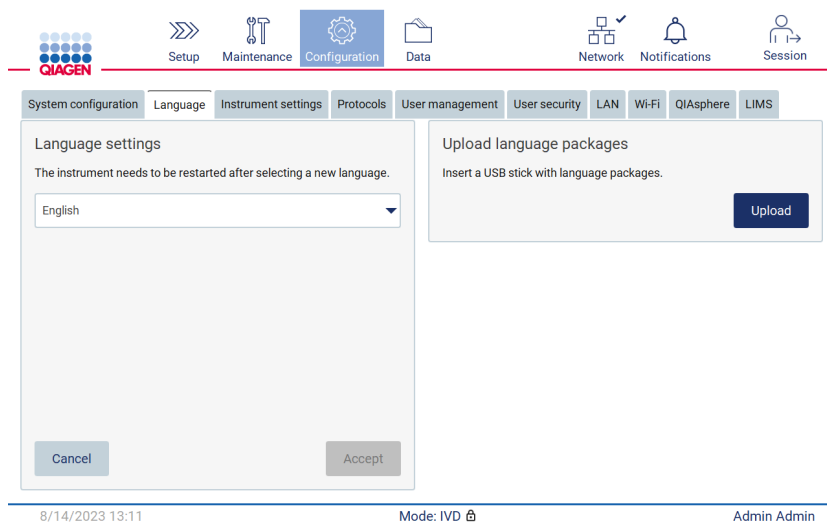 QIAGEN
Setup
Maintenance
Configuration
Data
Network
Notifications
Session
System configuration
Language
Instrument settings
Protocols
User management
User security
LAN
Wi-Fi
QIAsphere
LIMS
Language settings
The instrument needs to be restarted after selecting a new language.
English
Cancel
Accept
Upload language packages
Insert a USB stick with language packages.
Upload
8/14/2023 13:11
Mode: IVD
Admin Admin